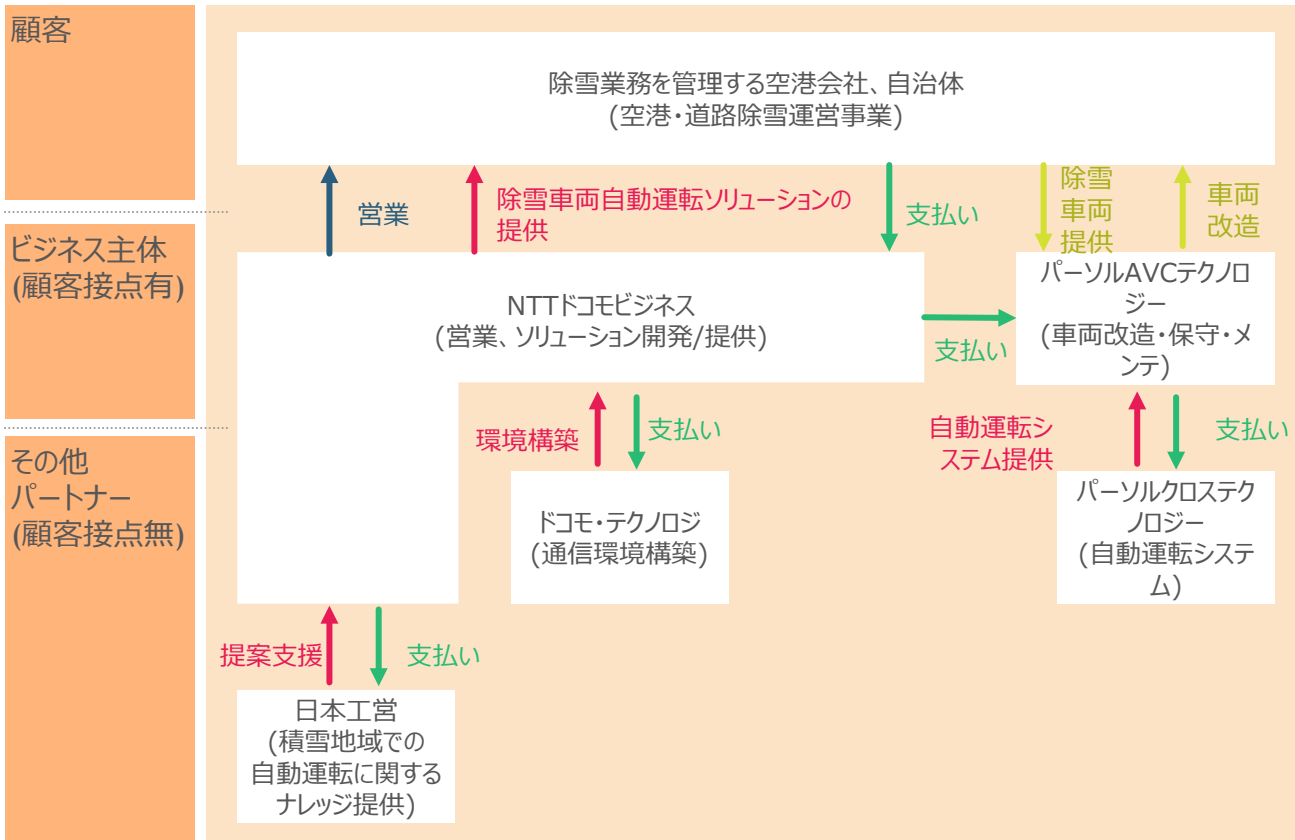 顧客
除雪業務を管理する空港会社、自治体
(空港・道路除雪運営事業)
営業
除雪車両自動運転ソリューションの
提供
支払い
除雪
車両
提供
車両
改造
ビジネス主体
(顧客接点有)
NTTドコモビジネス
(営業、ソリューション開発/提供)
支払い
パーソルAVCテクノロ
ジー
(車両改造・保守・メ
ンテ)
環境構築
支払い
自動運転シ
ステム提供
支払い
その他
パートナー
(顧客接点無)
ドコモ・テクノロジ
(通信環境構築)
パーソルクロステク
ノロジー
(自動運転システ
ム)
提案支援
支払い
日本工営
(積雪地域での
自動運転に関する
ナレッジ提供)